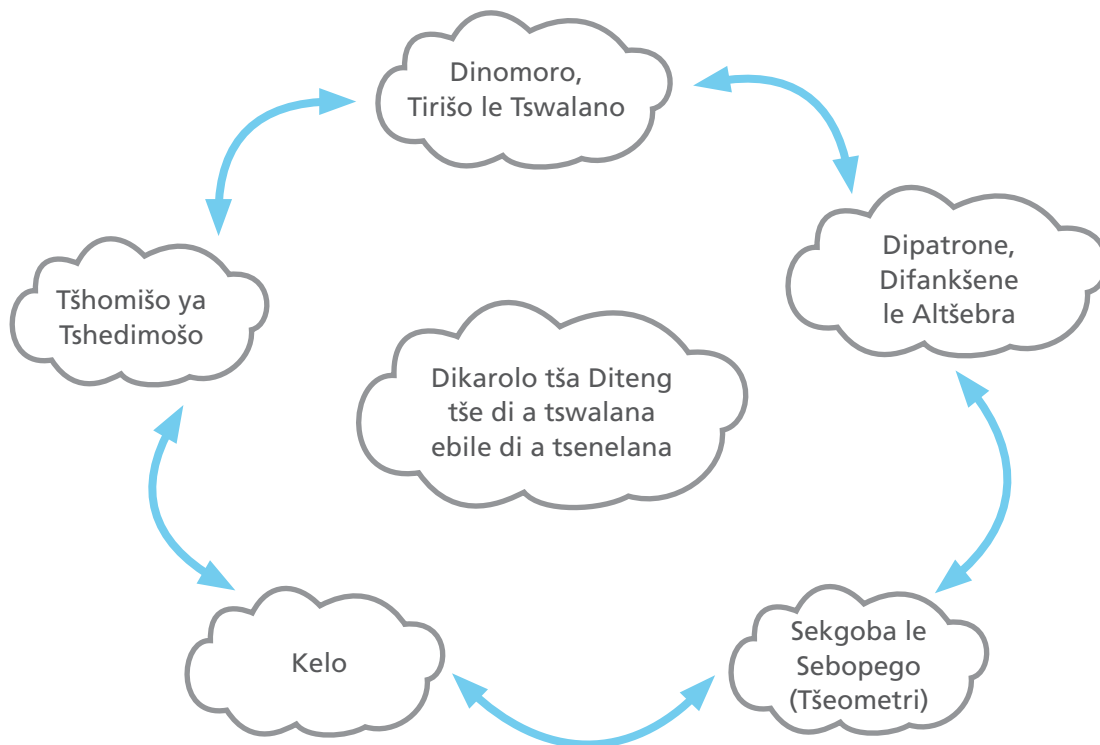 Dinomoro,
Tirišo le Tswalano
Dipatrone,
Difankšene
le Altšebra
Tšhomišo ya
Tshedimošo
Dikarolo tša Diteng
tše di a tswalana
ebile di a tsenelana
Kelo
Sekgoba le
Sebopego
(Tšeometri)